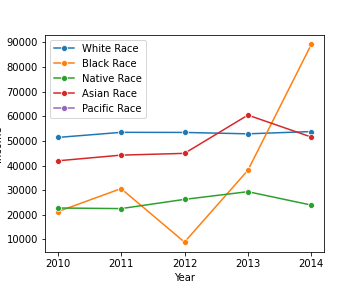 90000
80000
70000
60000
50000
40000
30000
20000
10000
White Race
Black Race
Native Race
Asian Race
Pacific Race
2010 2011 2012 2013 2014
Year